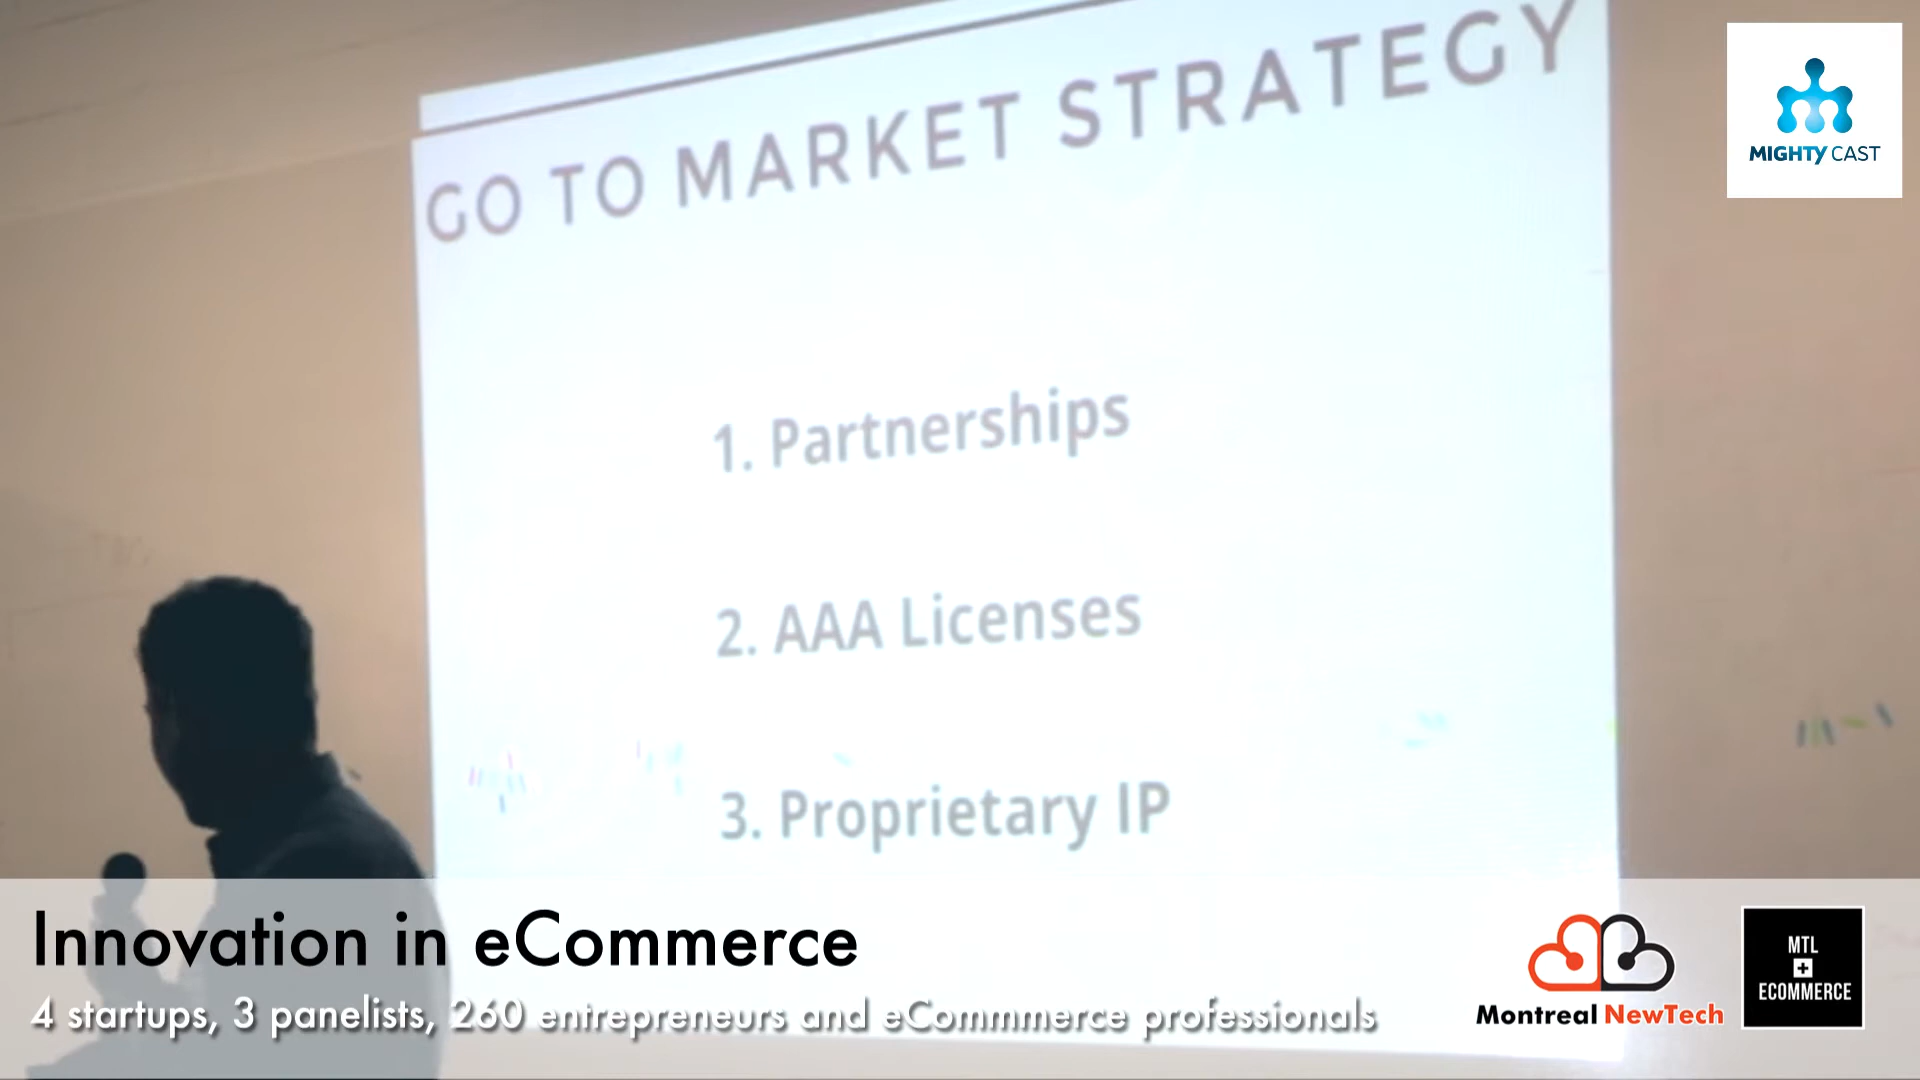 GO TO MARKET STRATEGY
MIGHTY CAST
1. Partnerships
2. AAA Licenses
3. Proprietary IP
Innovation in eCommerce
4 startups, 3 panelists, 260 entrepreneurs and eCommmerce professionals
Montreal NewTech
MTL
+
ECOMMERCE